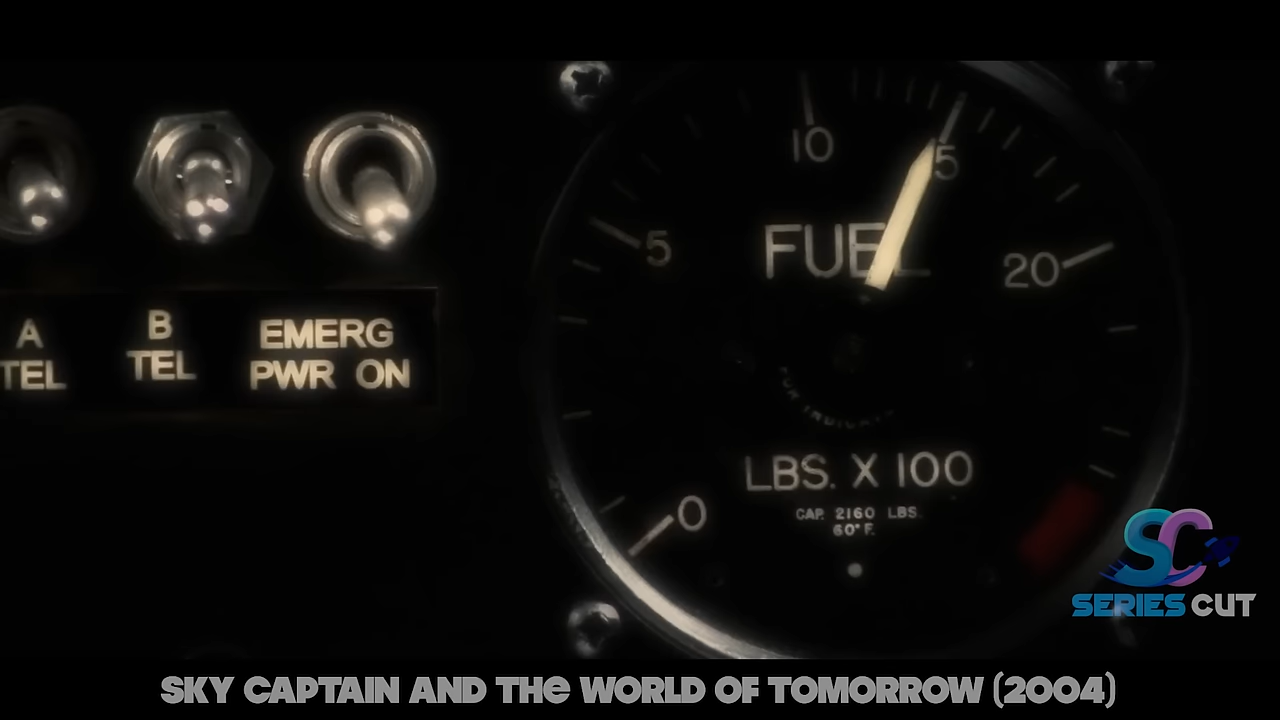 A
TEL
B
TEL
EMERG
PWR ON
0
5
10
5
20
FUEL
LBS. X 100
CAP. 2160 LBS.
60° F.
SC
SERIES CUT
SKY CAPTAIN AND THE WORLD OF TOMORROW (2004)